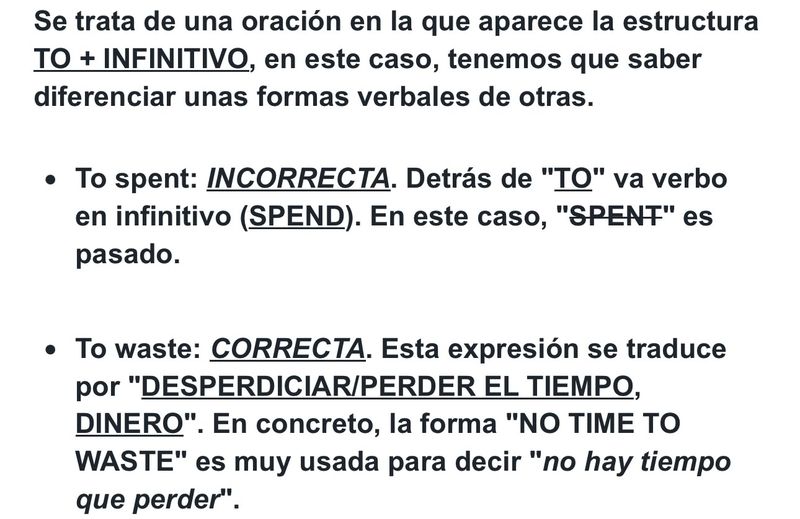 Se trata de una oración en la que aparece la estructura
TO + INFINITIVO, en este caso, tenemos que saber
diferenciar unas formas verbales de otras.
• To spent: INCORRECTA. Detrás de "TO" va verbo
en infinitivo (SPEND). En este caso, "SPENT" es
pasado.
• To waste: CORRECTA. Esta expresión se traduce
por "DESPERDICIAR/PERDER EL TIEMPO,
DINERO". En concreto, la forma "NO TIME TO
WASTE" es muy usada para decir "no hay tiempo
que perder".